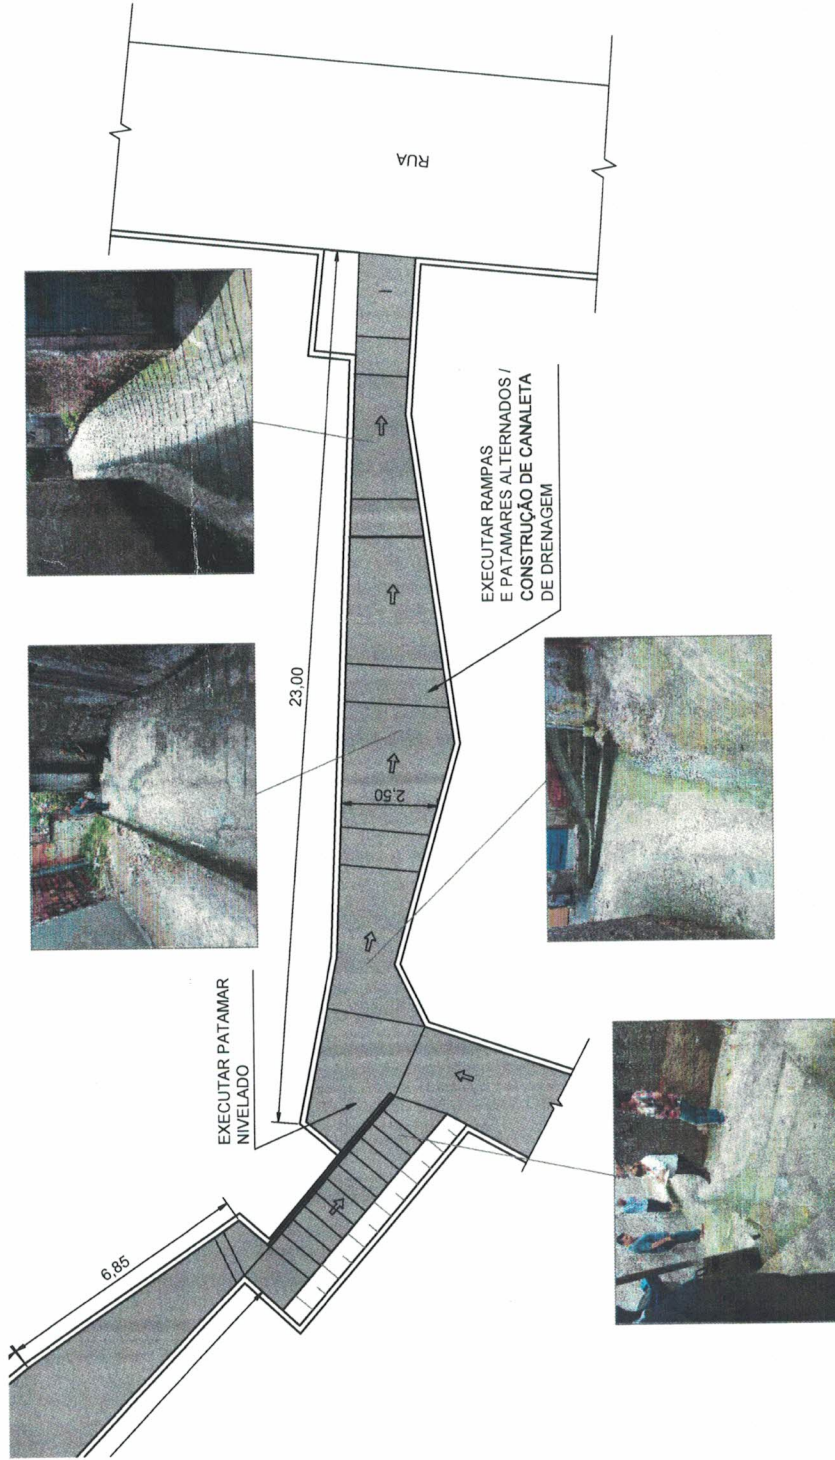 RUA
EXECUTAR RAMPAS
E PATAMARES ALTERNADOS /
CONSTRUÇÃO DE CANALETA
DE DRENAGEM
23,00
2,50
EXECUTAR PATAMAR
NIVELADO
6,85